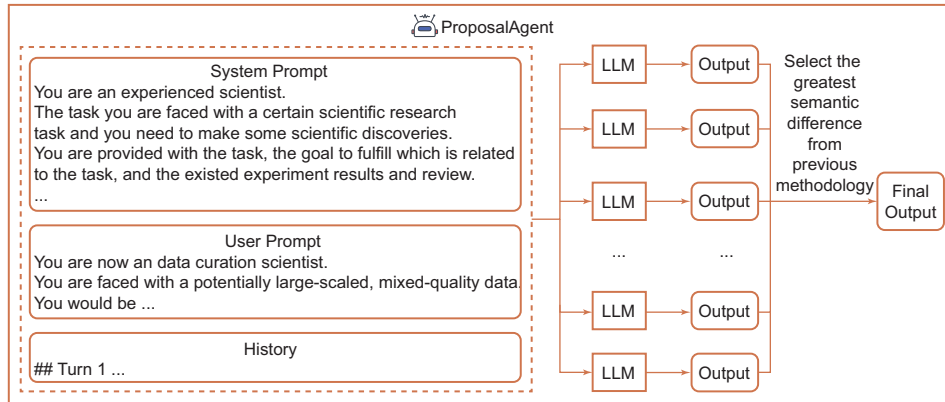 ProposalAgent
System Prompt
You are an experienced scientist.
The task you are faced with a certain scientific research
task and you need to make some scientific discoveries.
You are provided with the task, the goal to fulfill which is related
to the task, and the existed experiment results and review.
...
User Prompt
You are now an data curation scientist.
You are faced with a potentially large-scaled, mixed-quality data.
You would be ...
History
## Turn 1 ...
LLM
Output
LLM
Output
LLM
Output
...
...
LLM
Output
LLM
Output
Select the
greatest
semantic
difference
from
previous
methodology
Final
Output